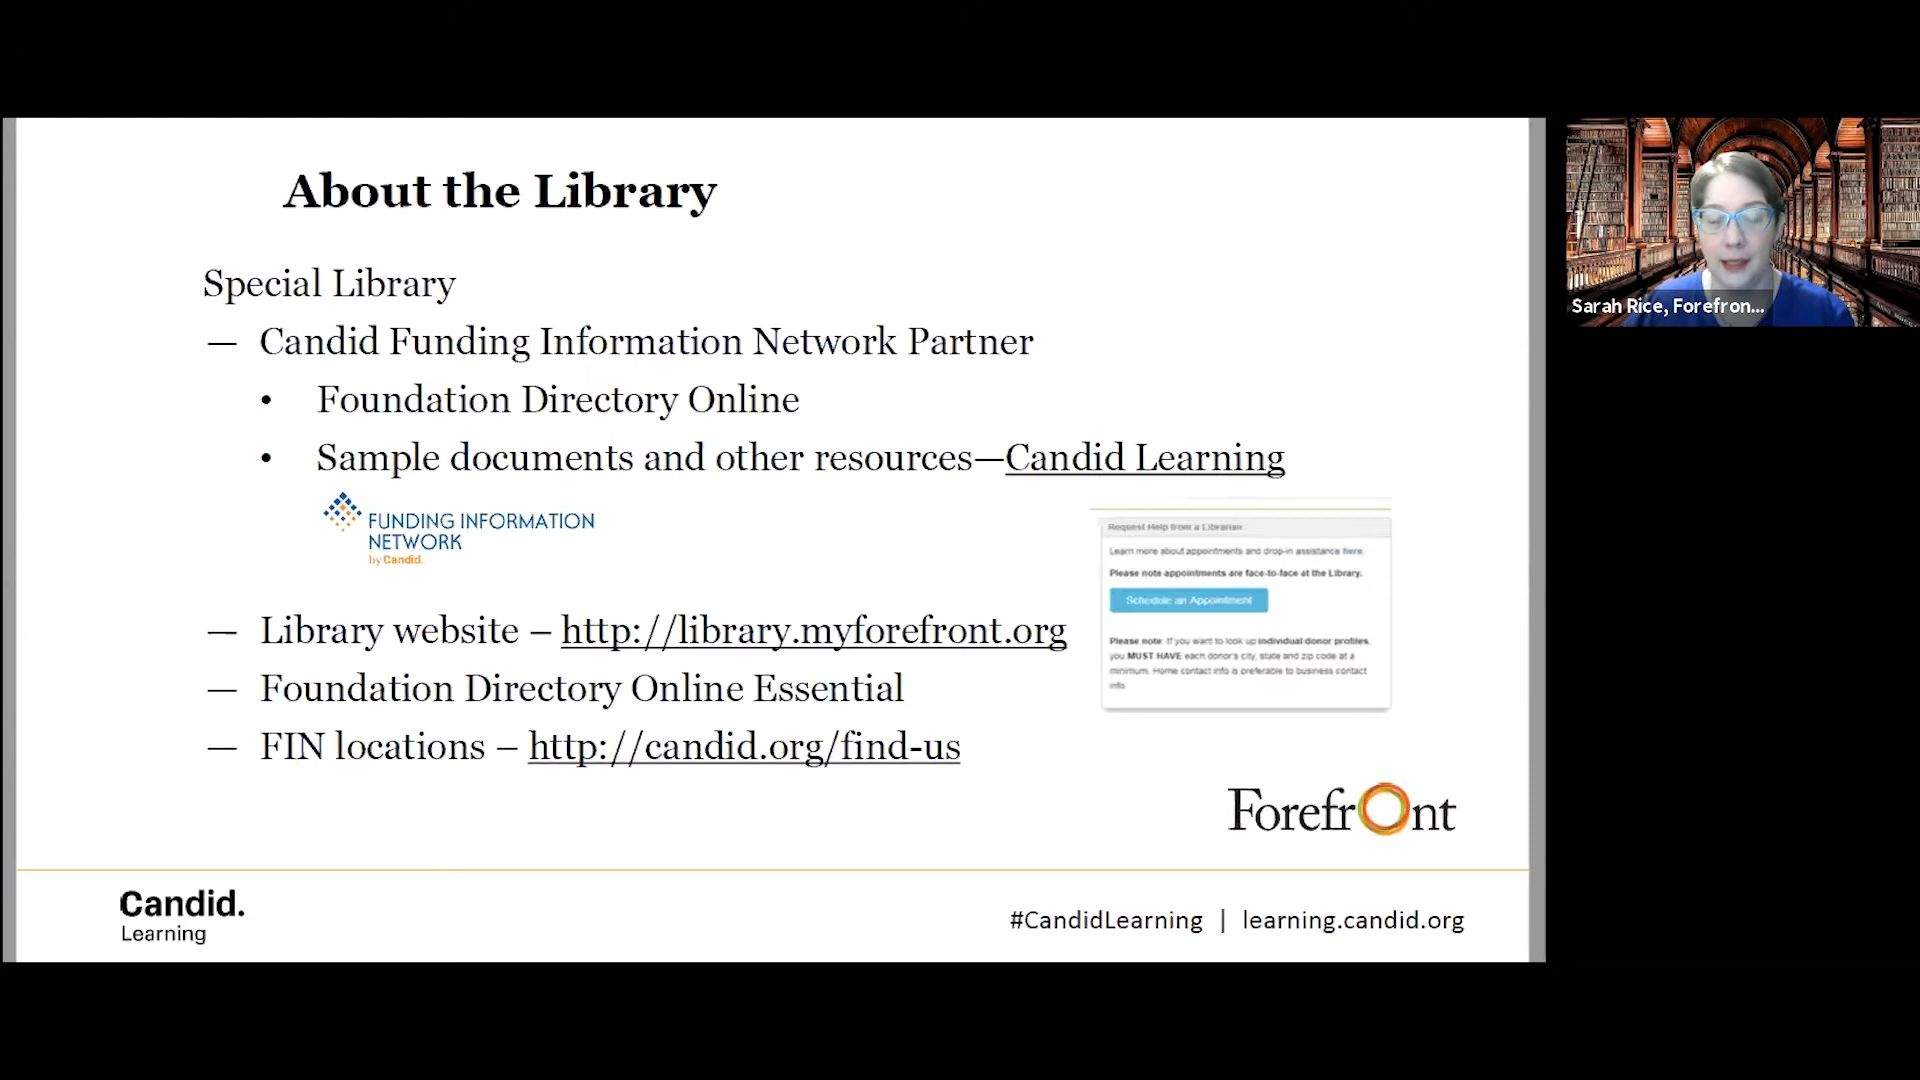 About the Library
Special Library
— Candid Funding Information Network Partner
• Foundation Directory Online
• Sample documents and other resources—Candid Learning
FUNDING INFORMATION
NETWORK
by Candid.
Request Help from a Librarian
Learn more about appointments and drop-in assistance here.
Please note appointments are face-to-face at the Library.
Schedule an Appointment
Please note: If you want to look up individual donor profiles,
you MUST HAVE each donor's city, state and zip code at a
minimum. Home contact info is preferable to business contact
info.
— Library website – http://library.myforefront.org
— Foundation Directory Online Essential
— FIN locations – http://candid.org/find-us
Forefront
Candid.
Learning
#CandidLearning | learning.candid.org
Sarah Rice, Forefron...